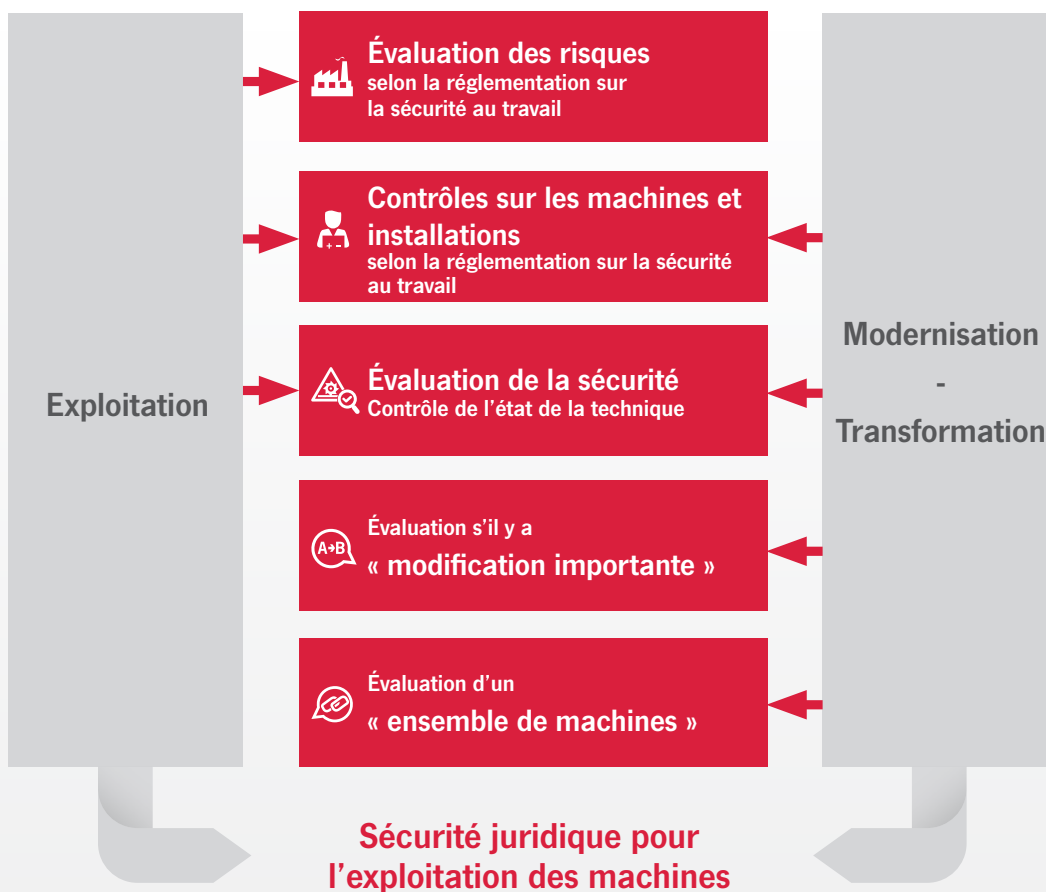 Évaluation des risques
selon la réglementation sur
la sécurité au travail
Contrôles sur les machines et
installations
selon la réglementation sur la sécurité
au travail
Exploitation
Évaluation de la sécurité
Contrôle de l'état de la technique
Modernisation
-
Transformation
Évaluation s'il y a
« modification importante »
A→B
Évaluation d'un
« ensemble de machines »
Sécurité juridique pour
l'exploitation des machines